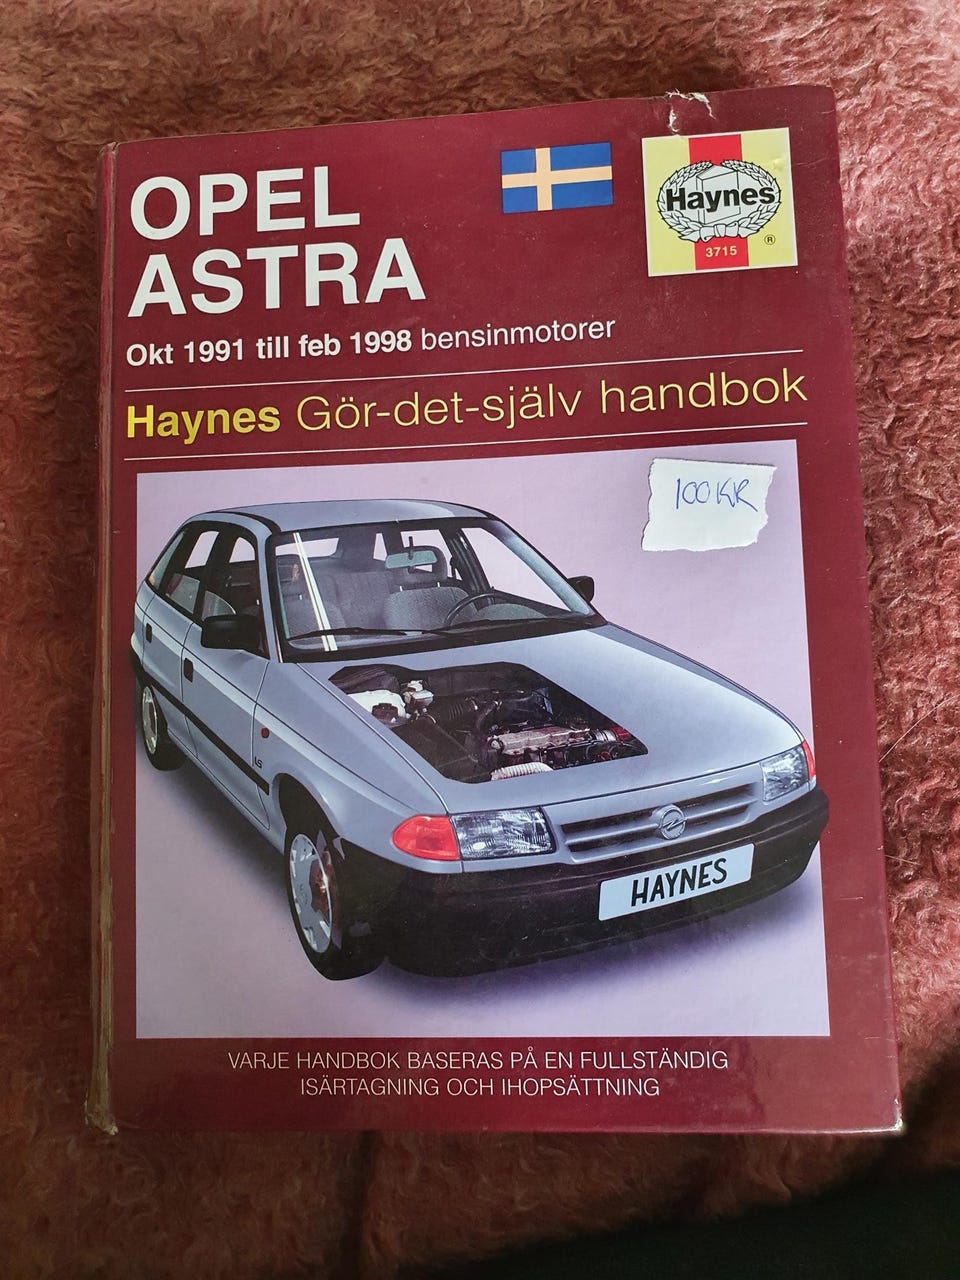 OPEL
ASTRA
Haynes
®
3715
Okt 1991 till feb 1998 bensinmotorer
Haynes Gör-det-själv handbok
100 KR
LS
HAYNES
VARJE HANDBOK BASERAS PÅ EN FULLSTÄNDIG
ISÄRTAGNING OCH IHOPSÄTTNING